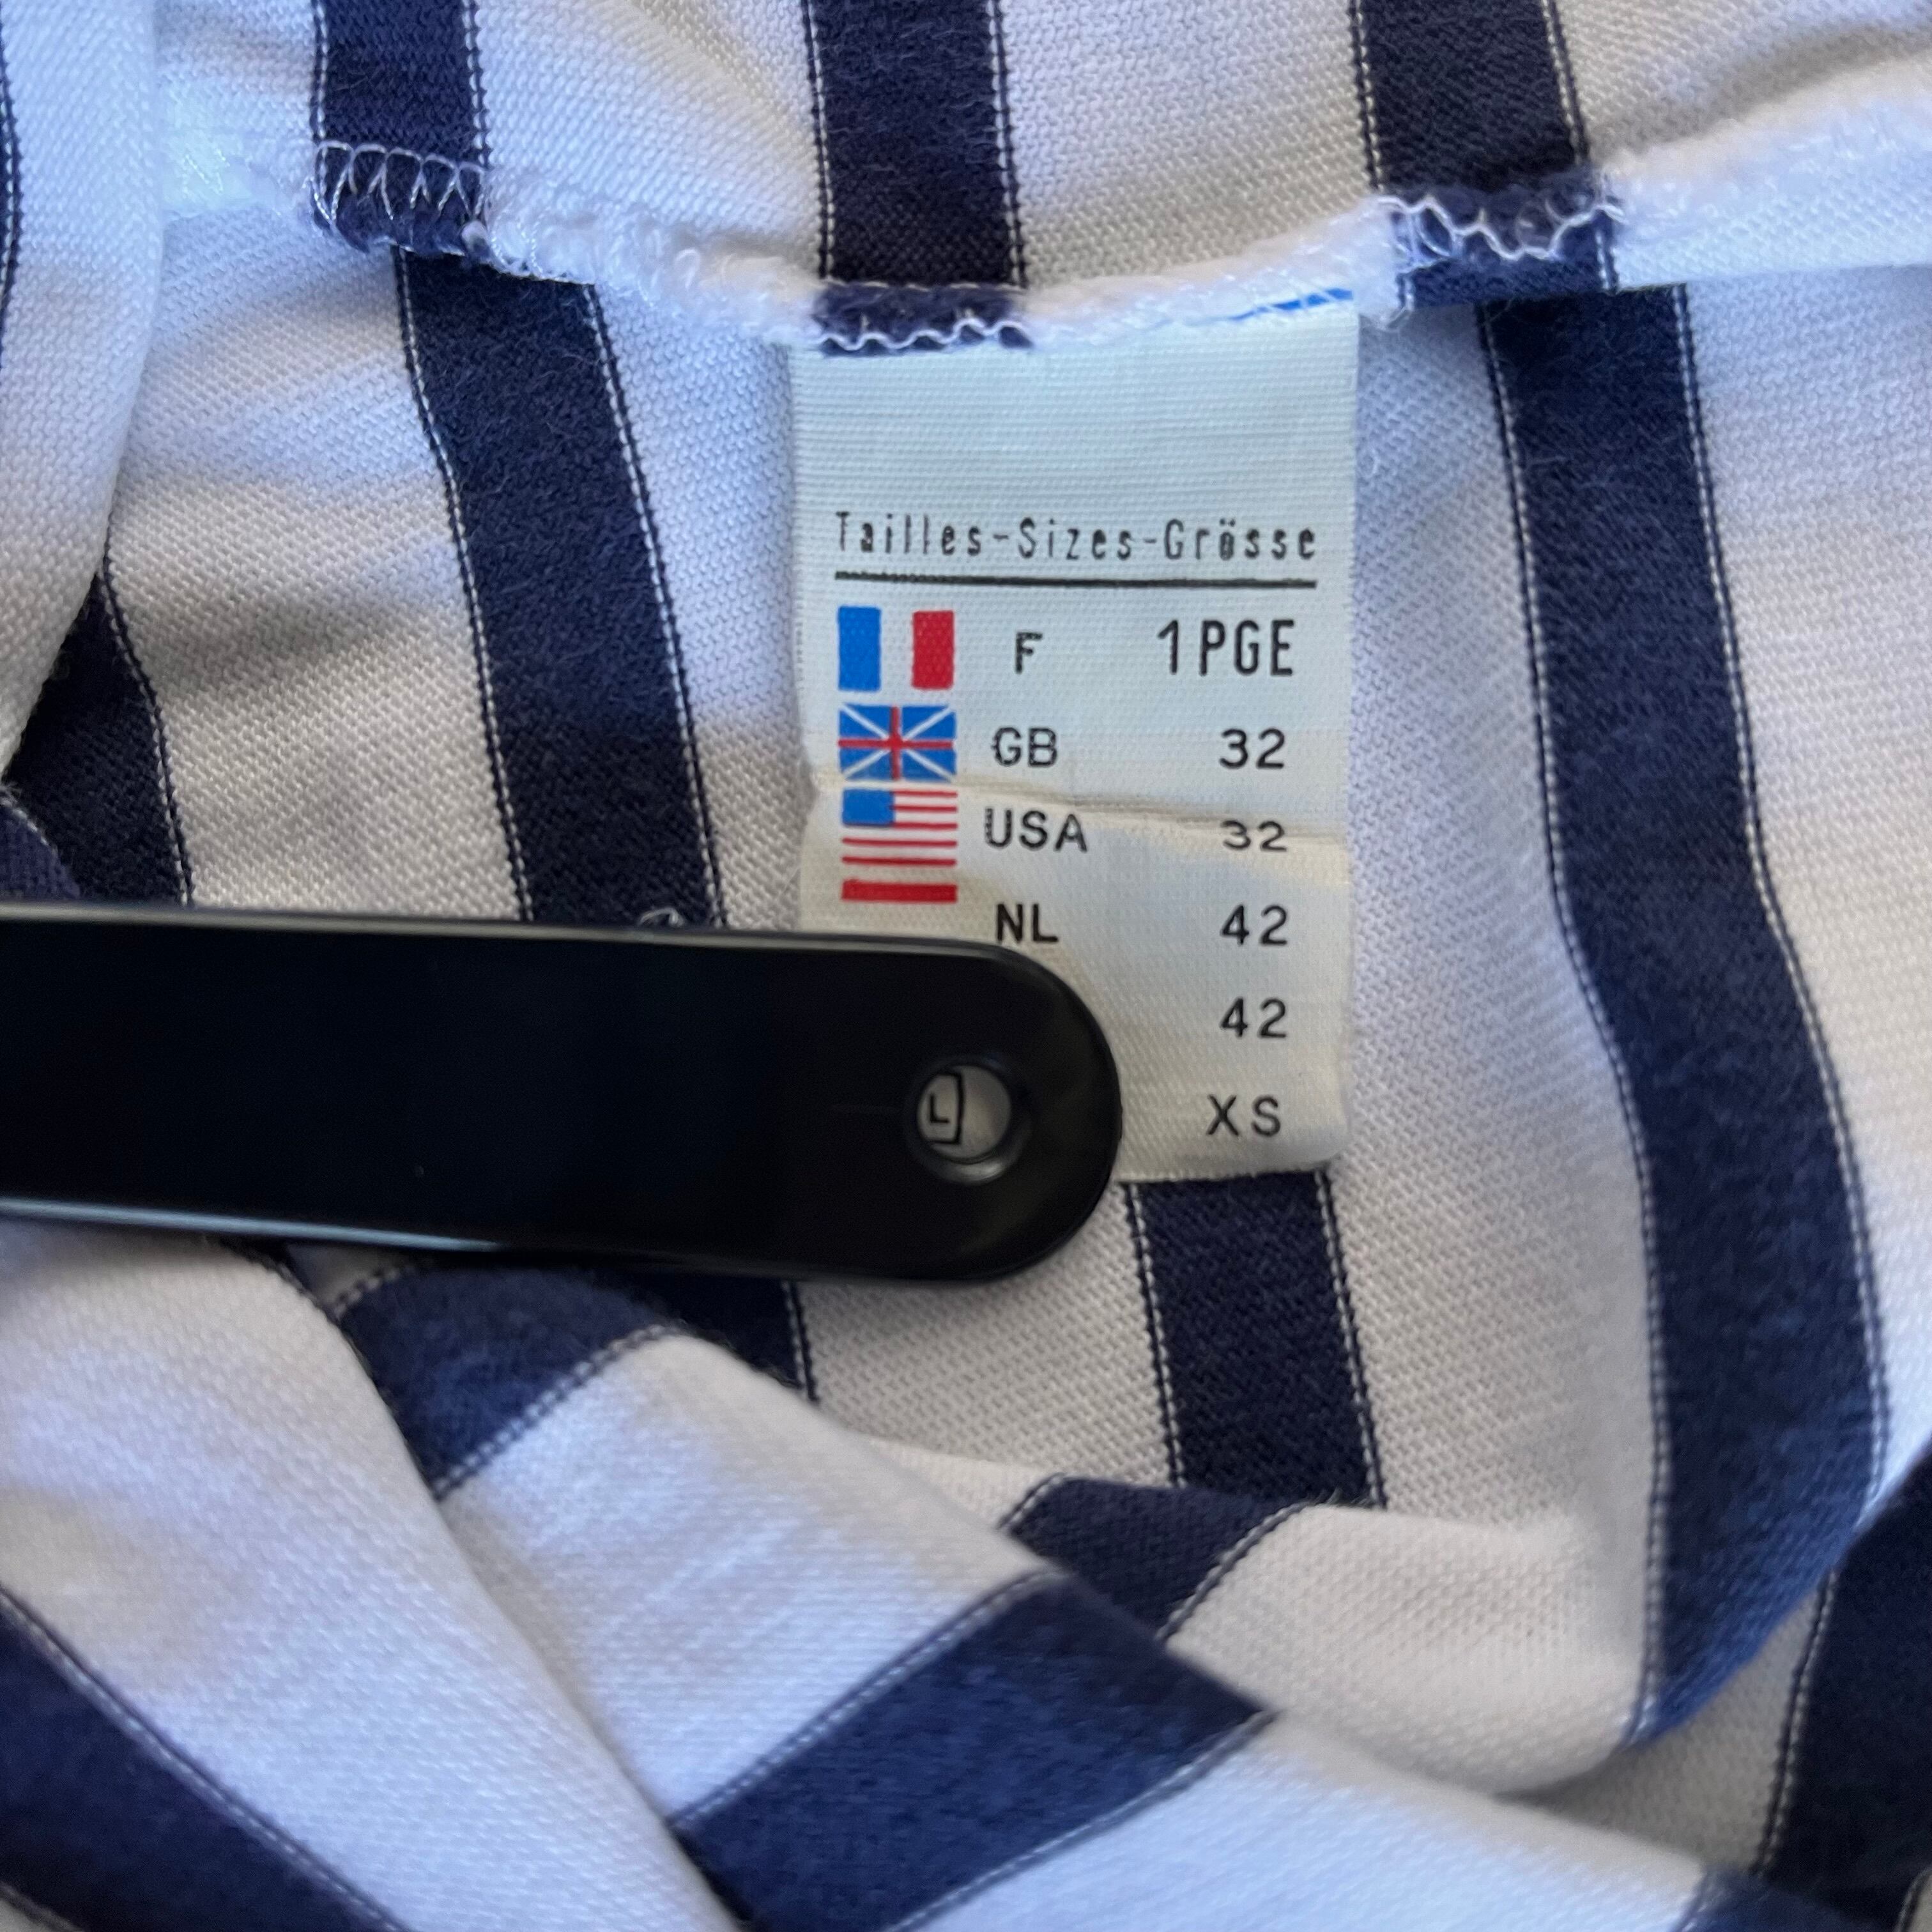 Tailles-Sizes-Grösse
F 1PGE
GB 32
USA 32
NL 42
42
L XS